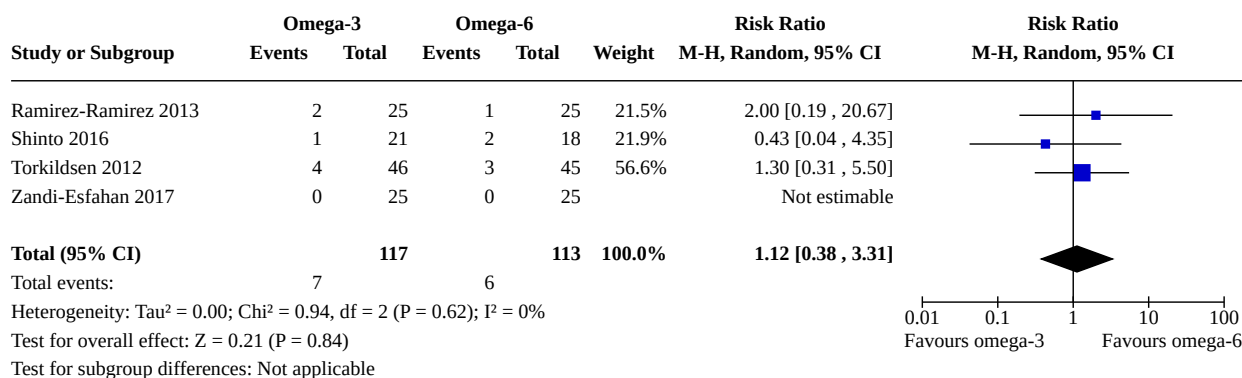 Omega-3 Omega-6 Risk Ratio Risk Ratio
Study or Subgroup Events Total Events Total Weight M-H, Random, 95% CI M-H, Random, 95% CI
Ramirez-Ramirez 2013 2 25 1 25 21.5% 2.00 [0.19 , 20.67]
Shinto 2016 1 21 2 18 21.9% 0.43 [0.04 , 4.35]
Torkildsen 2012 4 46 3 45 56.6% 1.30 [0.31 , 5.50]
Zandi-Esfahan 2017 0 25 0 25 Not estimable
Total (95% CI) 117 113 100.0% 1.12 [0.38 , 3.31]
Total events: 7 6
Heterogeneity: Tau² = 0.00; Chi² = 0.94, df = 2 (P = 0.62); I² = 0%
0.01 0.1 1 10 100
Test for overall effect: Z = 0.21 (P = 0.84) Favours omega-3 Favours omega-6
Test for subgroup differences: Not applicable